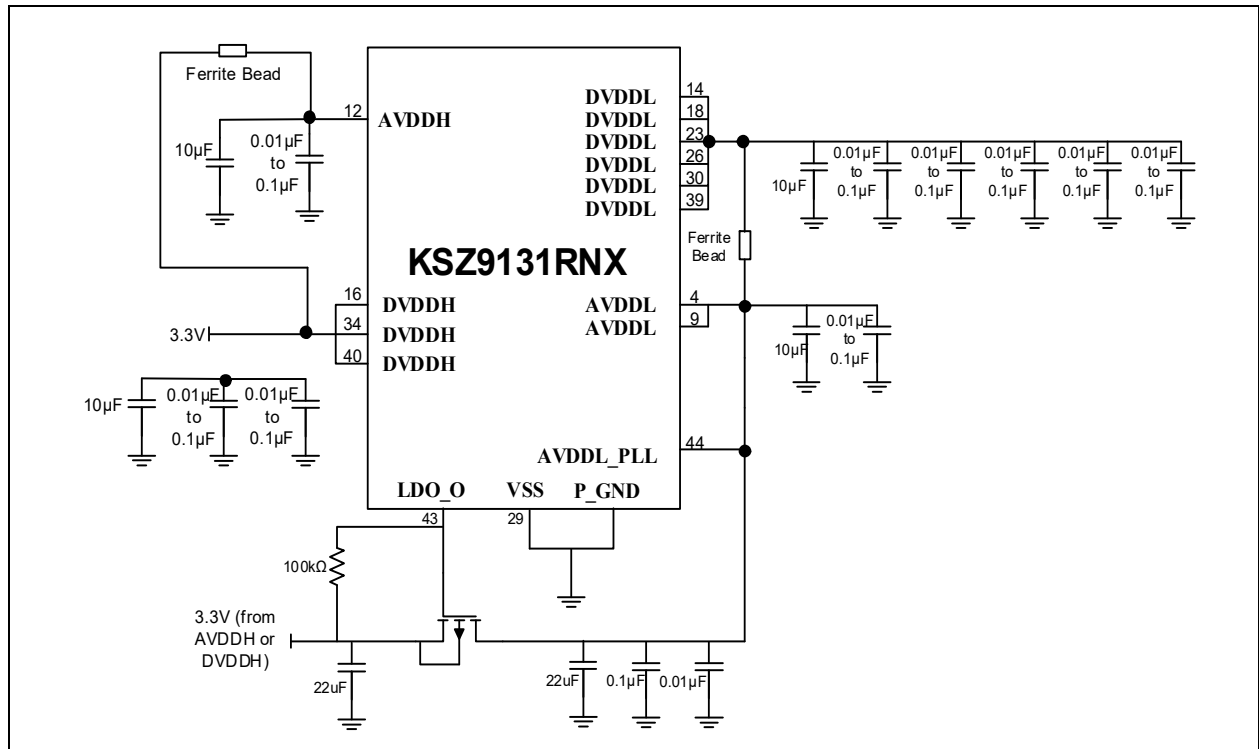 Ferrite Bead
12
AVDDH
10µF
0.01µF
to
0.1µF
DVDDL
14
DVDDL
18
DVDDL
23
DVDDL
26
DVDDL
30
DVDDL
39
10µF
0.01µF
to
0.1µF
0.01µF
to
0.1µF
0.01µF
to
0.1µF
0.01µF
to
0.1µF
0.01µF
to
0.1µF
Ferrite
Bead
KSZ9131RNX
16
DVDDH
3.3V
34
DVDDH
40
DVDDH
AVDDL
4
AVDDL
9
10µF
0.01µF
to
0.1µF
10µF
0.01µF
to
0.1µF
0.01µF
to
0.1µF
AVDDL_PLL
44
LDO_O
VSS
P_GND
43
29
100kΩ
3.3V (from
AVDDH or
DVDDH)
22uF
22uF
0.1µF
0.01µF